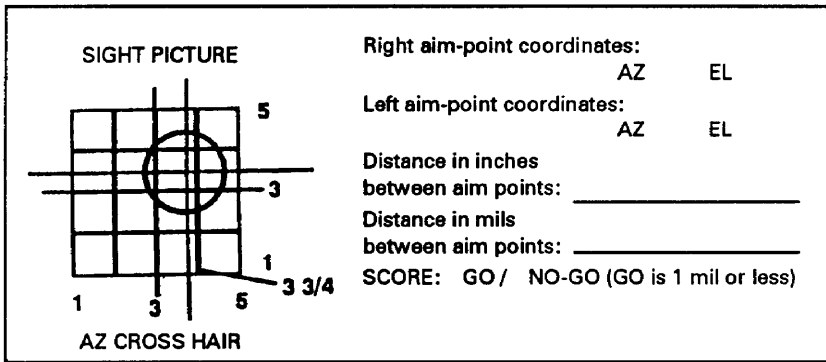 SIGHT PICTURE
5
3
1
3 3/4
1 3 5
AZ CROSS HAIR
Right aim-point coordinates:
AZ EL
Left aim-point coordinates:
AZ EL
Distance in inches
between aim points:
Distance in mils
between aim points:
SCORE: GO / NO-GO (GO is 1 mil or less)